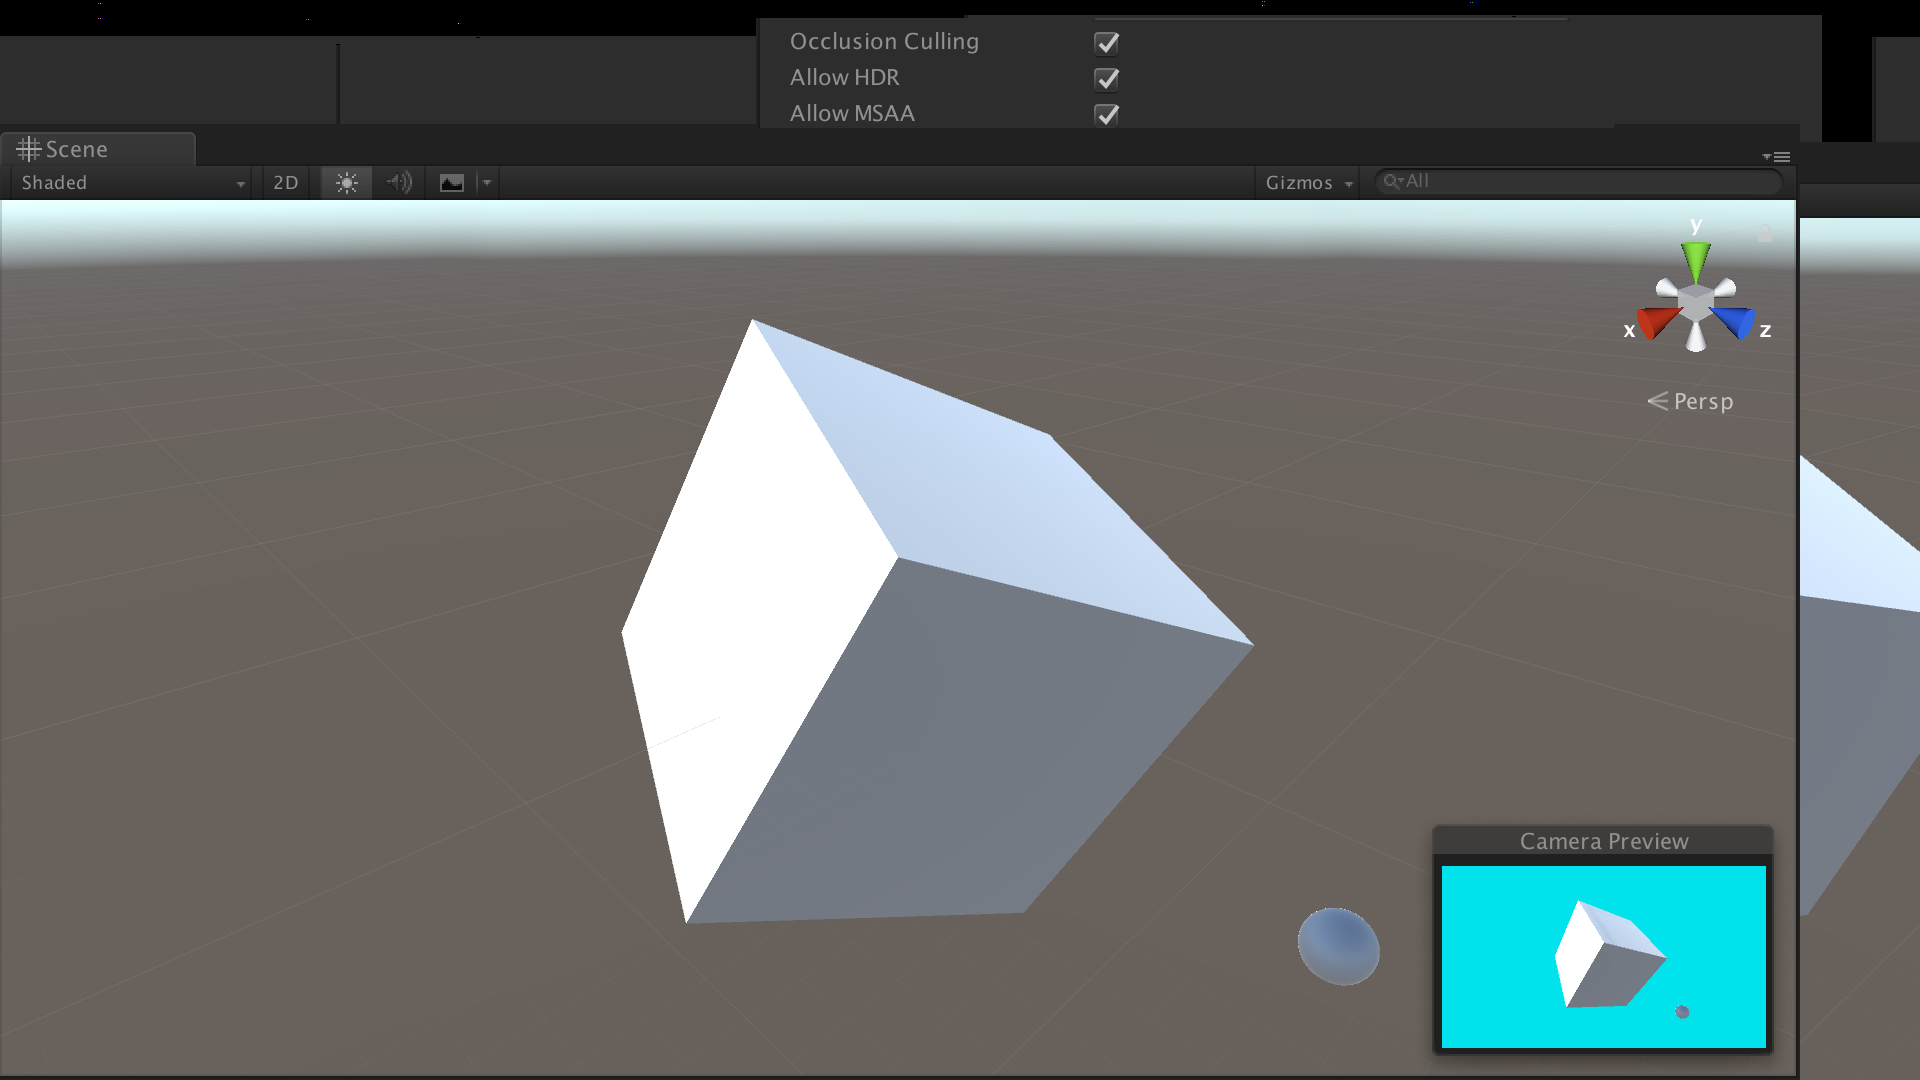 Occlusion Culling
Allow HDR
Allow MSAA
Scene
Shaded
2D
Gizmos
All
y
x
z
Persp
Camera Preview